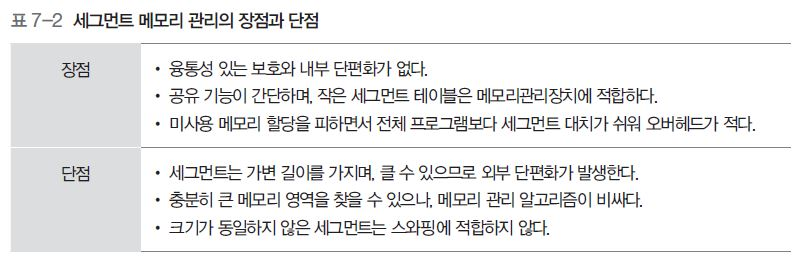 표 7-2 세그먼트 메모리 관리의 장점과 단점
장점
• 융통성 있는 보호와 내부 단편화가 없다.
• 공유 기능이 간단하며, 작은 세그먼트 테이블은 메모리관리장치에 적합하다.
• 미사용 메모리 할당을 피하면서 전체 프로그램보다 세그먼트 대치가 쉬워 오버헤드가 적다.
단점
• 세그먼트는 가변 길이를 가지며, 클 수 있으므로 외부 단편화가 발생한다.
• 충분히 큰 메모리 영역을 찾을 수 있으나, 메모리 관리 알고리즘이 비싸다.
• 크기가 동일하지 않은 세그먼트는 스와핑에 적합하지 않다.